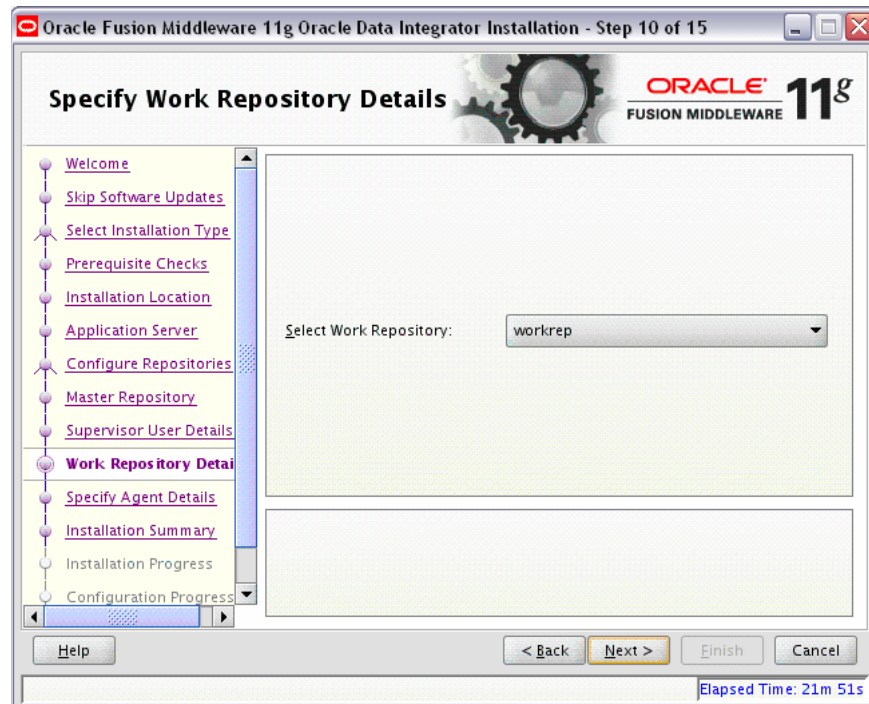 Oracle Fusion Middleware 11g Oracle Data Integrator Installation - Step 10 of 15
Specify Work Repository Details
ORACLE
FUSION MIDDLEWARE
11g
Welcome
Skip Software Updates
Select Installation Type
Prerequisite Checks
Installation Location
Application Server
Configure Repositories
Master Repository
Supervisor User Details
Work Repository Detai
Specify Agent Details
Installation Summary
Installation Progress
Configuration Progress
Select Work Repository:
workrep
Help
< Back
Next >
Finish
Cancel
Elapsed Time: 21m 51s